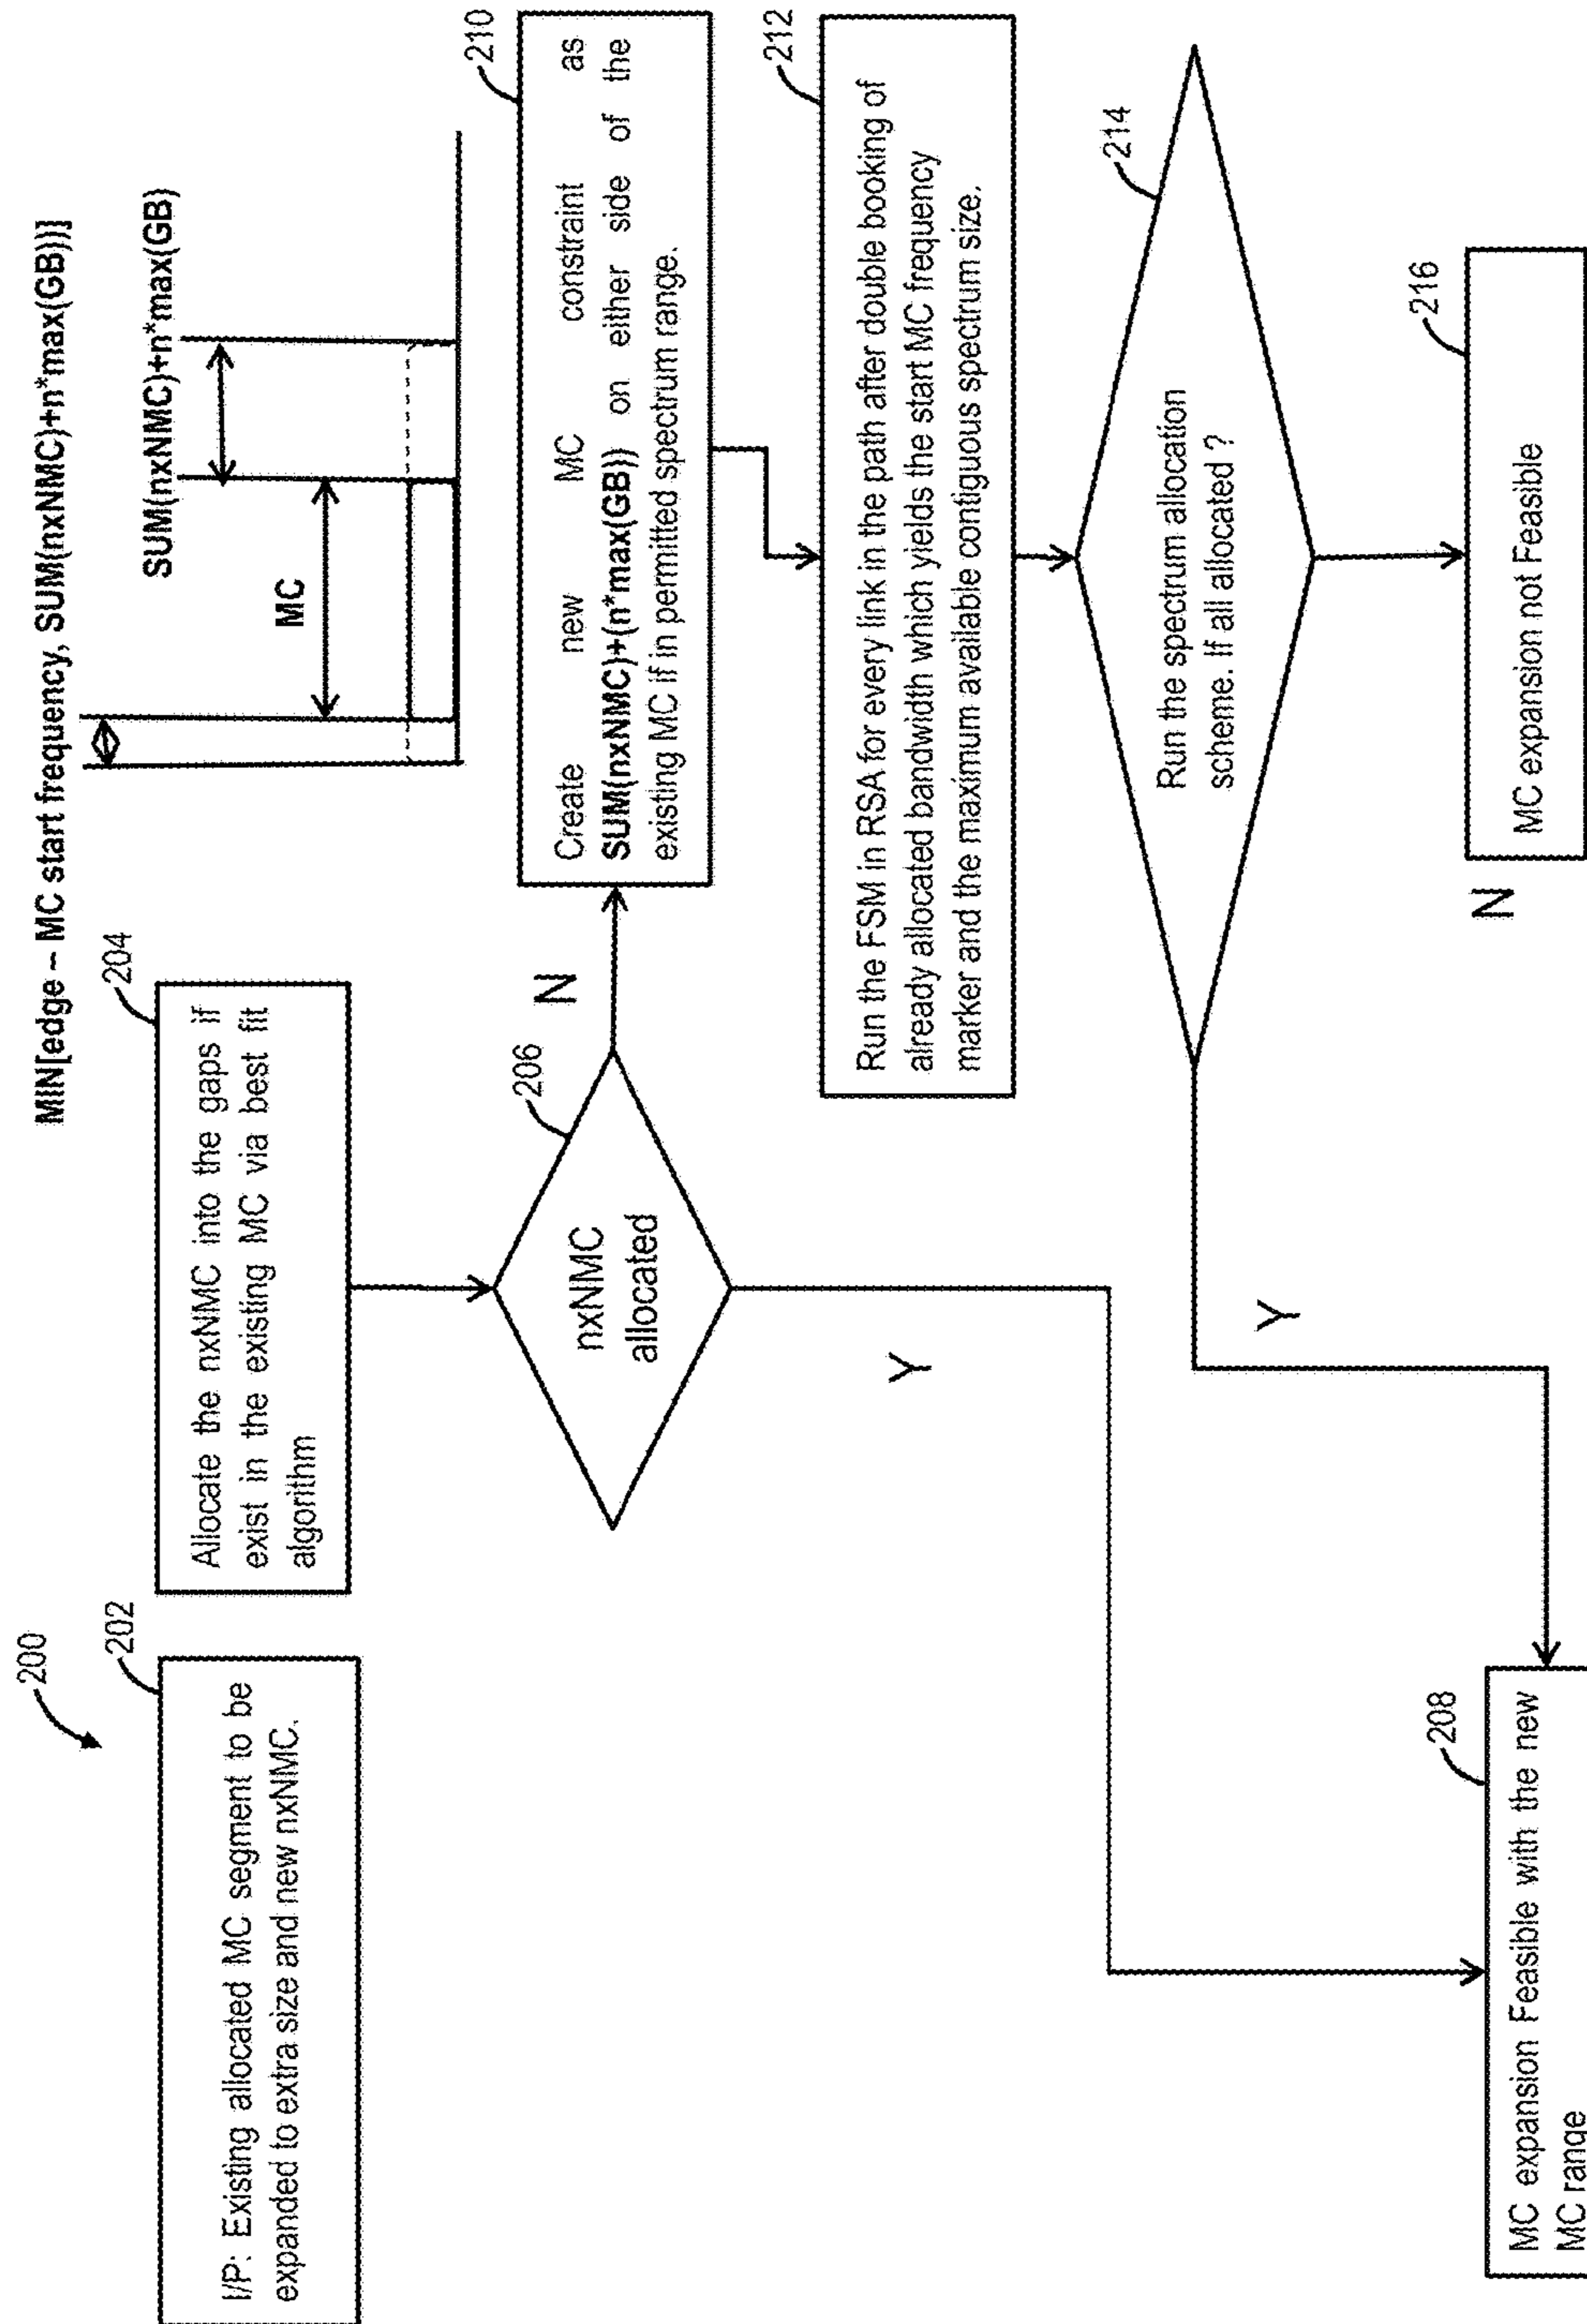 200
202
I/P: Existing allocated MC segment to be
expanded to extra size and new nxNMC.
204
Allocate the nxNMC into the gaps if
exist in the existing MC via best fit
algorithm
MIN[edge – MC start frequency, SUM(nxNMC)+n*max(GB))]
SUM(nxNMC)+n*max(GB)
MC
206
nxNMC
allocated
N
Y
210
Create new MC constraint as
SUM(nxNMC)+(n*max(GB)) on either side of the
existing MC if in permitted spectrum range.
212
Run the FSM in RSA for every link in the path after double booking of
already allocated bandwidth which yields the start MC frequency
marker and the maximum available contiguous spectrum size.
214
Run the spectrum allocation
scheme. If all allocated ?
Y
N
208
MC expansion Feasible with the new
MC range
216
MC expansion not Feasible